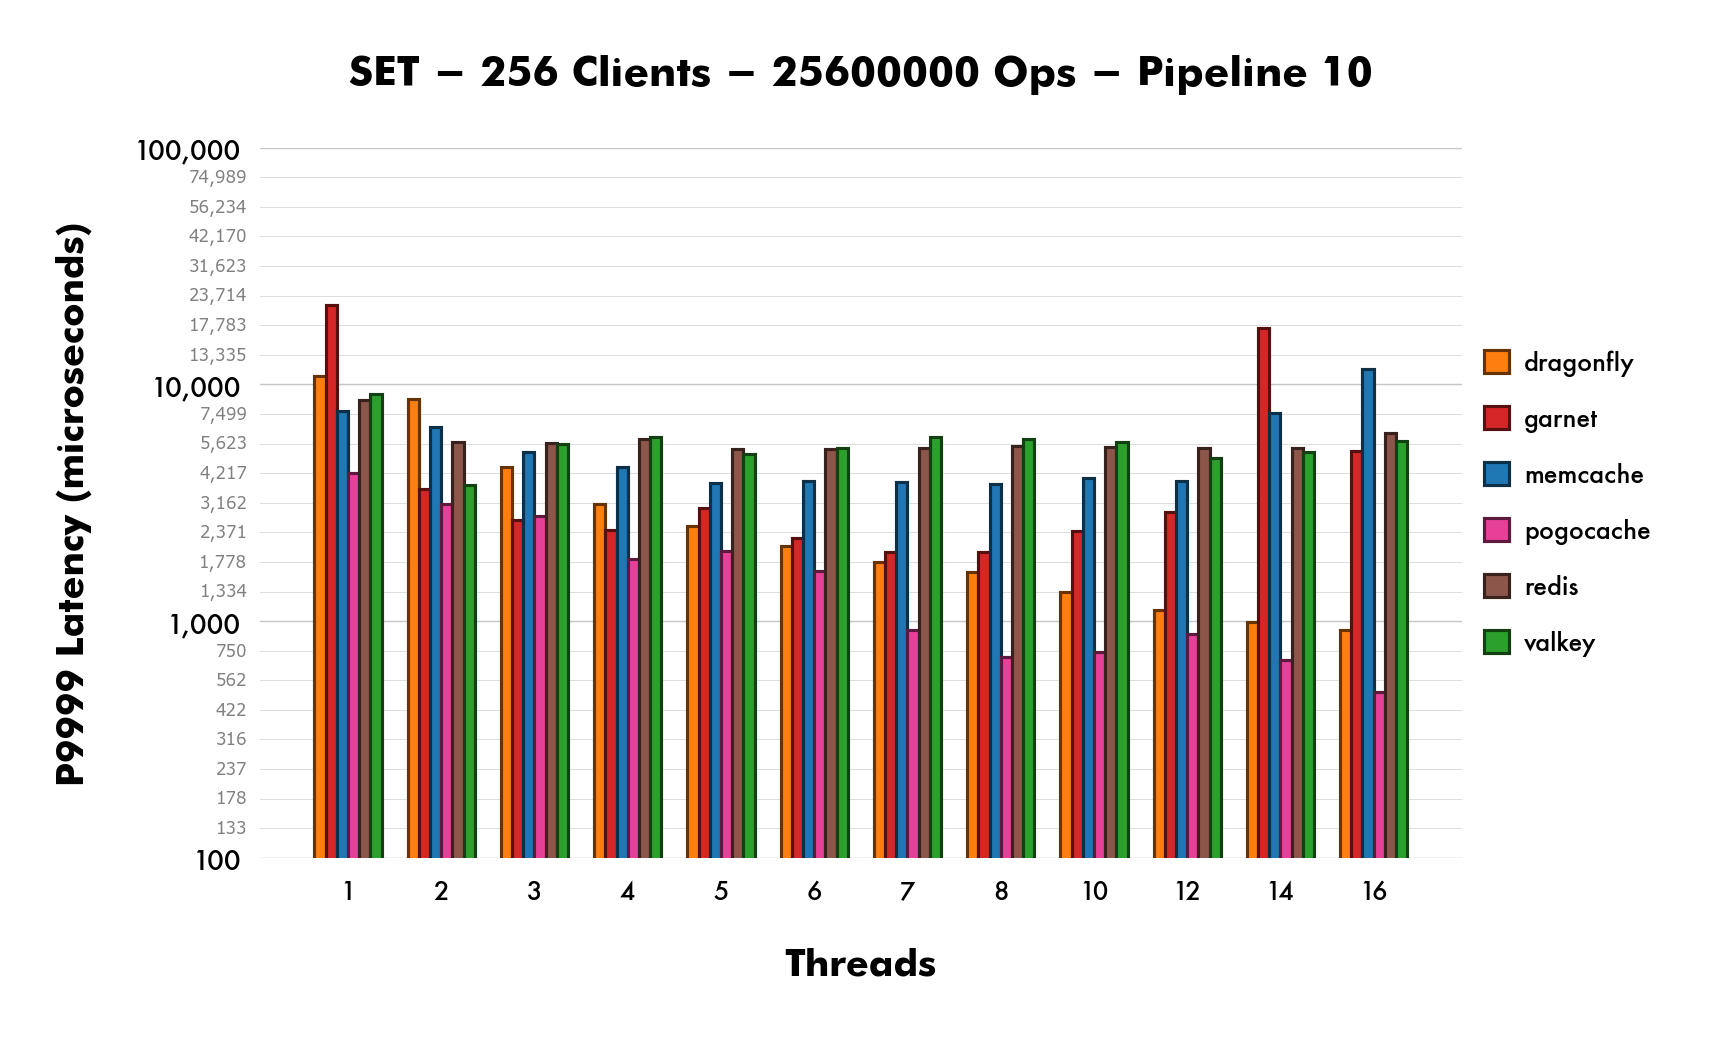 SET – 256 Clients – 25600000 Ops – Pipeline 10
P9999 Latency (microseconds)
100,000
74,989
56,234
42,170
31,623
23,714
17,783
13,335
10,000
7,499
5,623
4,217
3,162
2,371
1,778
1,334
1,000
750
562
422
316
237
178
133
100
1 2 3 4 5 6 7 8 10 12 14 16
Threads
dragonfly
garnet
memcache
pogocache
redis
valkey